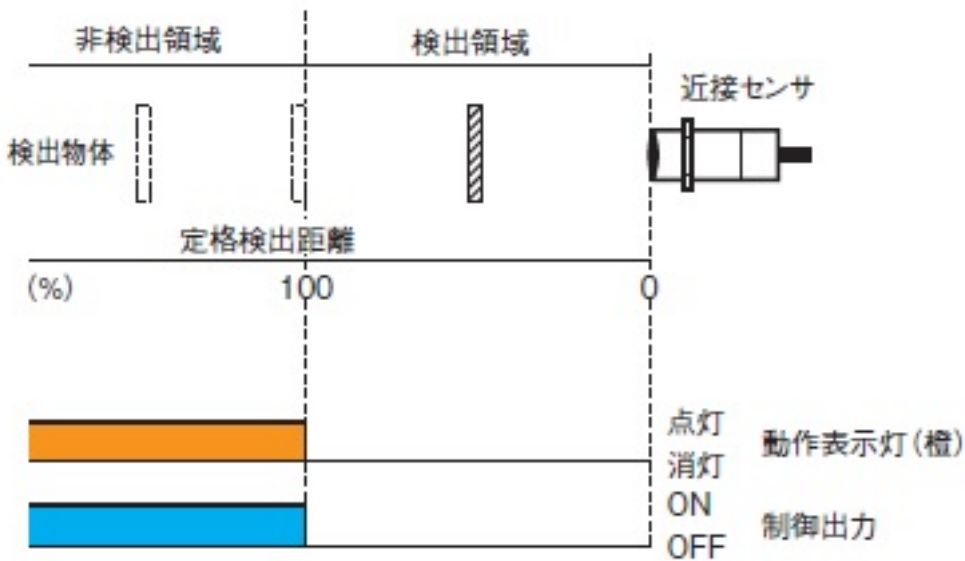 非検出領域
検出領域
近接センサ
検出物体
定格検出距離
(%)
100
0
点灯
消灯
動作表示灯(橙)
ON
OFF
制御出力